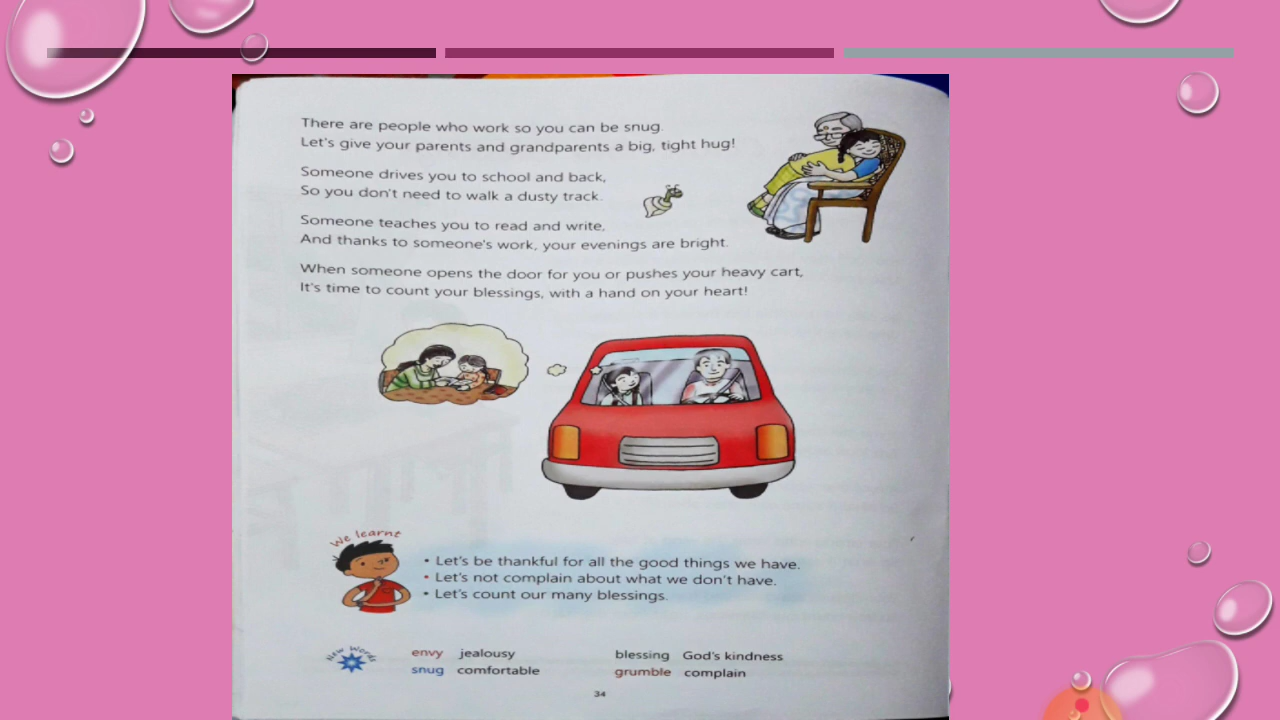 There are people who work so you can be snug.
Let's give your parents and grandparents a big, tight hug!
Someone drives you to school and back,
So you don't need to walk a dusty track.
Someone teaches you to read and write,
And thanks to someone's work, your evenings are bright.
When someone opens the door for you or pushes your heavy cart,
It's time to count your blessings, with a hand on your heart!
We learnt
• Let's be thankful for all the good things we have.
• Let's not complain about what we don't have.
• Let's count our many blessings.
New Words
envy jealousy blessing God's kindness
snug comfortable grumble complain
34